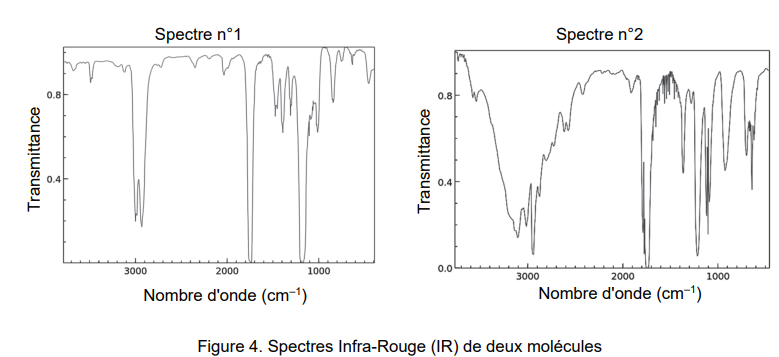 Spectre n°1
Spectre n°2
Transmittance
0.8
0.4
3000 2000 1000
Nombre d'onde (cm–1)
Transmittance
0.8
0.4
0.0
3000 2000 1000
Nombre d'onde (cm–1)
Figure 4. Spectres Infra-Rouge (IR) de deux molécules